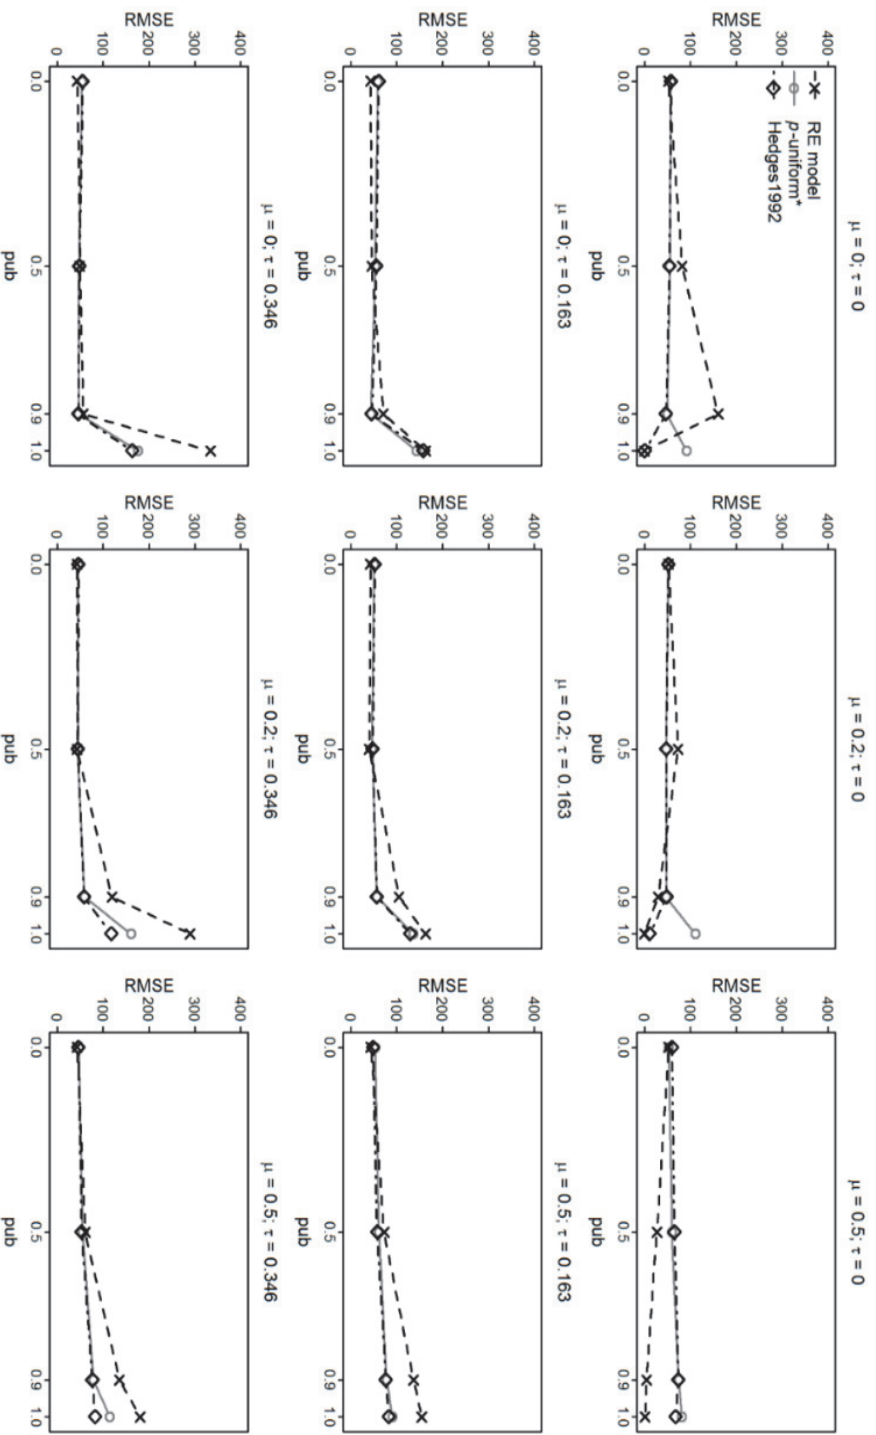 μ = 0; τ = 0
RMSE
400
300
200
100
0
RE model
p-uniform*
Hedges1992
0.0 0.5 0.9 1.0
pub
μ = 0.2; τ = 0
RMSE
400
300
200
100
0
0.0 0.5 0.9 1.0
pub
μ = 0.5; τ = 0
RMSE
400
300
200
100
0
0.0 0.5 0.9 1.0
pub
μ = 0; τ = 0.163
RMSE
400
300
200
100
0
0.0 0.5 0.9 1.0
pub
μ = 0.2; τ = 0.163
RMSE
400
300
200
100
0
0.0 0.5 0.9 1.0
pub
μ = 0.5; τ = 0.163
RMSE
400
300
200
100
0
0.0 0.5 0.9 1.0
pub
μ = 0; τ = 0.346
RMSE
400
300
200
100
0
0.0 0.5 0.9 1.0
pub
μ = 0.2; τ = 0.346
RMSE
400
300
200
100
0
0.0 0.5 0.9 1.0
pub
μ = 0.5; τ = 0.346
RMSE
400
300
200
100
0
0.0 0.5 0.9 1.0
pub